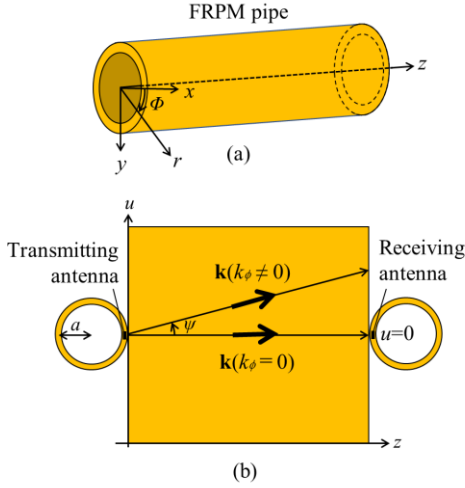 FRPM pipe
z
x
Φ
y
r
(a)
u
Transmitting
antenna
Receiving
antenna
k(kϕ ≠ 0)
a
ψ
u=0
k(kϕ = 0)
z
(b)